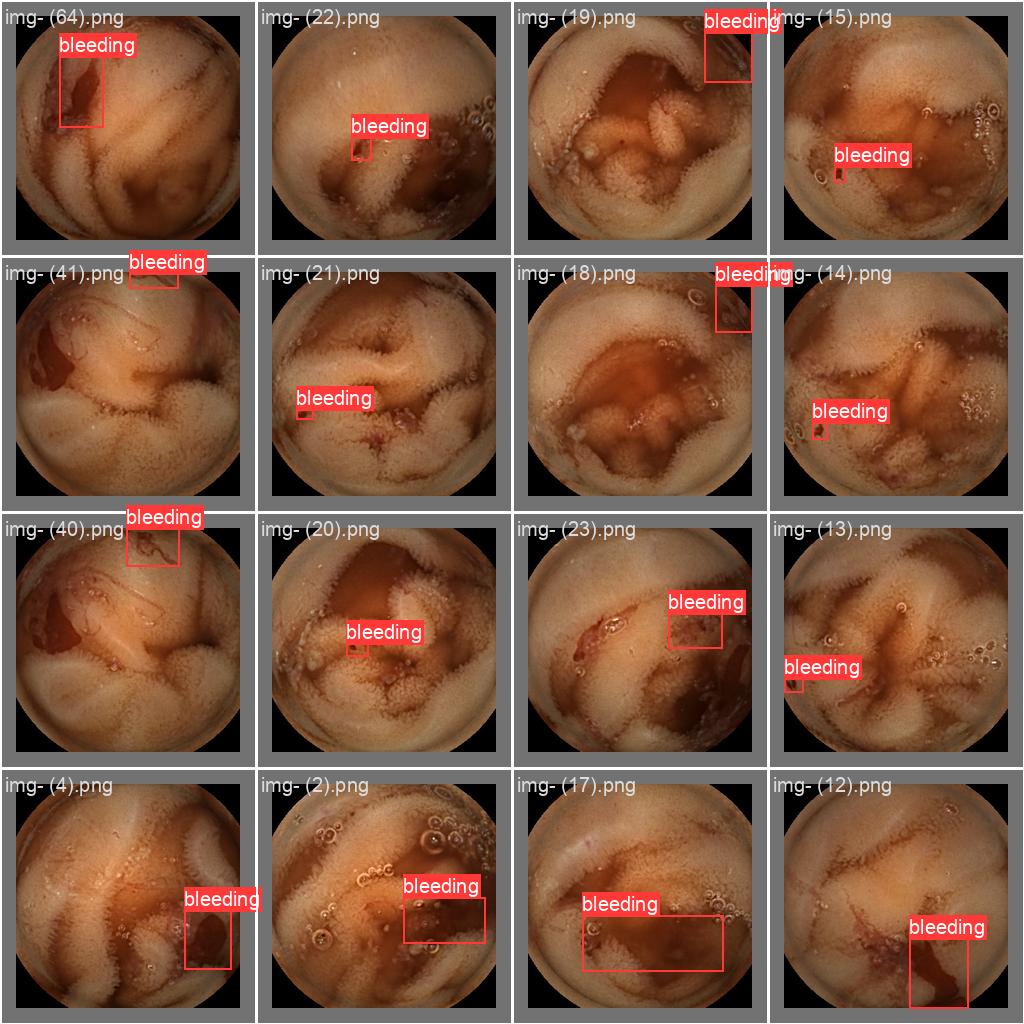 img- (64).png
bleeding
img- (22).png
bleeding
img- (19).png
bleeding
img- (15).png
bleeding
img- (41).png
bleeding
img- (21).png
bleeding
img- (18).png
bleeding
img- (14).png
bleeding
img- (40).png
bleeding
img- (20).png
bleeding
img- (23).png
bleeding
img- (13).png
bleeding
img- (4).png
bleeding
img- (2).png
bleeding
img- (17).png
bleeding
img- (12).png
bleeding